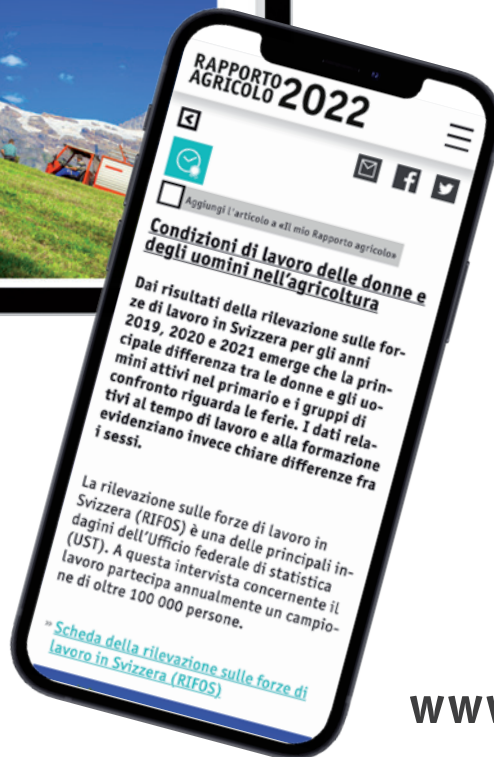 RAPPORTO
AGRICOLO 2022
Aggiungi l'articolo a «Il mio Rapporto agricolo»
Condizioni di lavoro delle donne e
degli uomini nell'agricoltura
Dai risultati della rilevazione sulle for-
ze di lavoro in Svizzera per gli anni
2019, 2020 e 2021 emerge che la prin-
cipale differenza tra le donne e gli uo-
mini attivi nel primario e i gruppi di
confronto riguarda le ferie. I dati rela-
tivi al tempo di lavoro e alla formazione
evidenziano invece chiare differenze fra
i sessi.
La rilevazione sulle forze di lavoro in
Svizzera (RIFOS) è una delle principali in-
dagini dell'Ufficio federale di statistica
(UST). A questa intervista concernente il
lavoro partecipa annualmente un campio-
ne di oltre 100 000 persone.
» Scheda della rilevazione sulle forze di
lavoro in Svizzera (RIFOS)